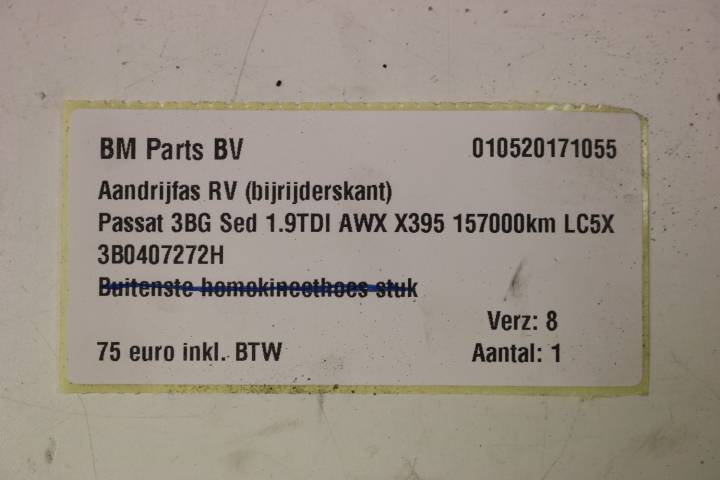 BM Parts BV 010520171055
Aandrijfas RV (bijrijderskant)
Passat 3BG Sed 1.9TDI AWX X395 157000km LC5X
3B0407272H
Buitenste homokineethoes stuk
Verz: 8
75 euro inkl. BTW Aantal: 1